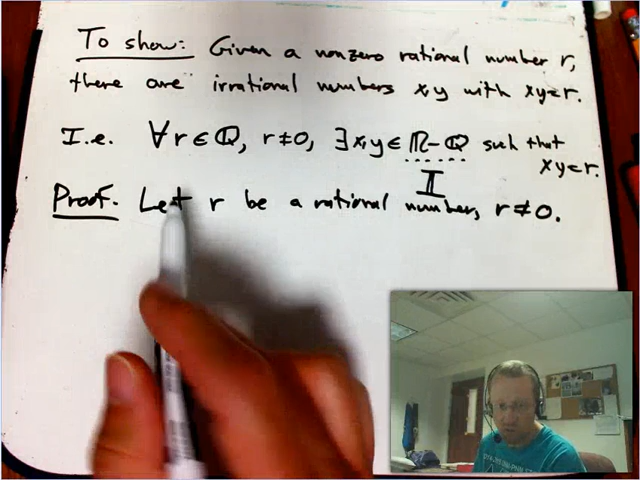 To show: Given a nonzero rational number r,
there are irrational numbers x,y with xy=r.
I.e. ∀r∈ℚ, r≠0, ∃x,y∈ℝ-ℚ such that
xy=r.
𝕀
Proof. Let r be a rational number, r≠0.